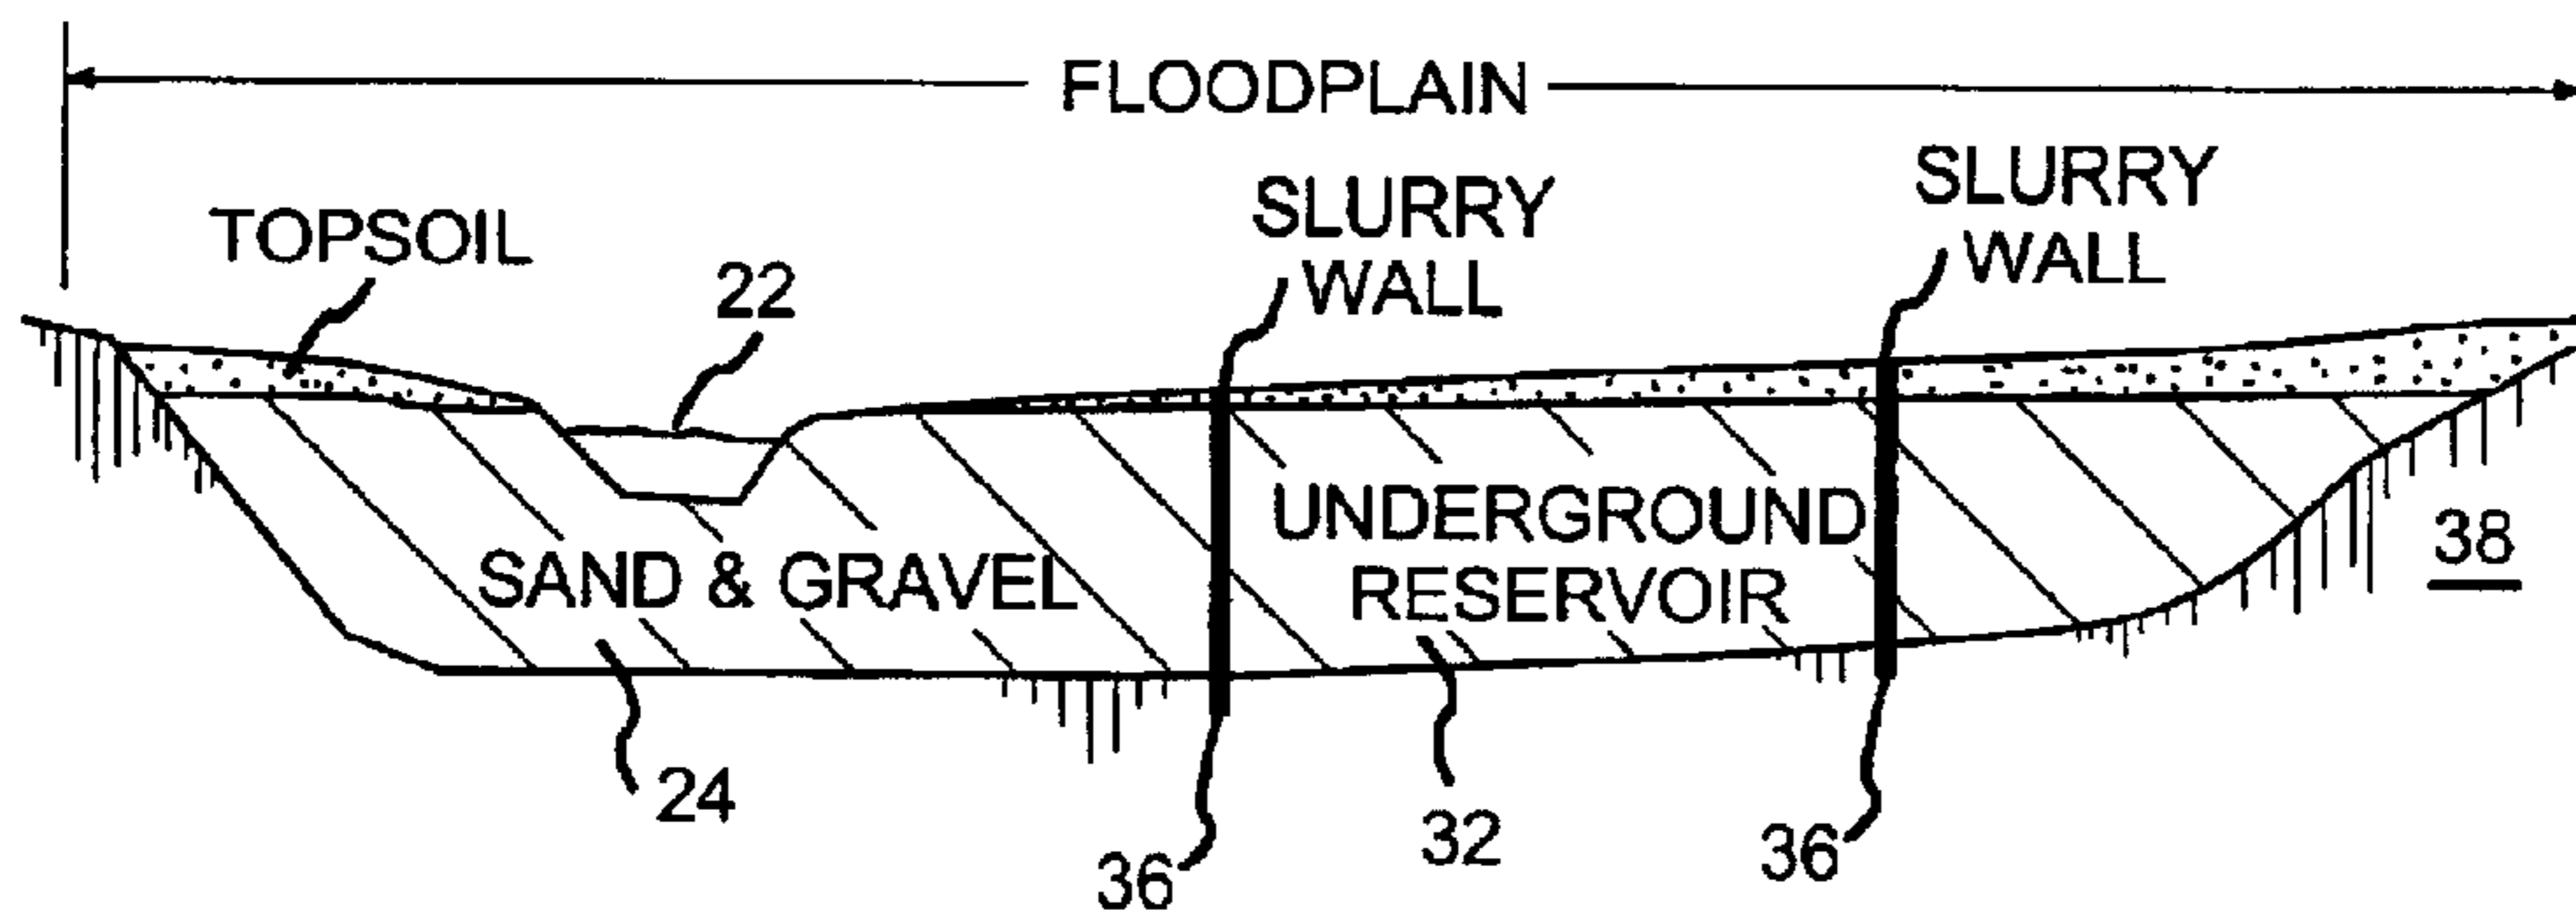 FLOODPLAIN
SLURRY
WALL
SLURRY
WALL
TOPSOIL
22
UNDERGROUND
RESERVOIR
SAND & GRAVEL
38
24
32
36
36